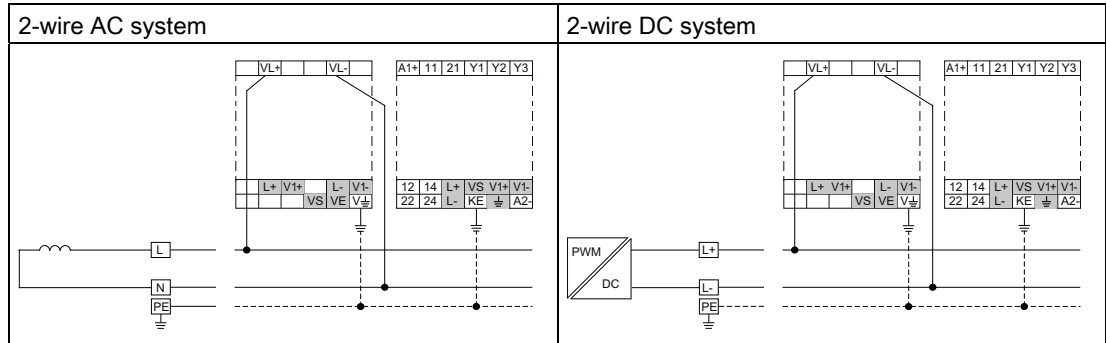 2-wire AC system
VL+ VL- A1+ 11 21 Y1 Y2 Y3
L+ V1+ L- V1- 12 14 L+ VS V1+ V1-
VS VE V⏚ 22 24 L- KE ⏚ A2-
L
N
PE
2-wire DC system
VL+ VL- A1+ 11 21 Y1 Y2 Y3
L+ V1+ L- V1- 12 14 L+ VS V1+ V1-
VS VE V⏚ 22 24 L- KE ⏚ A2-
PWM
DC
L+
L-
PE